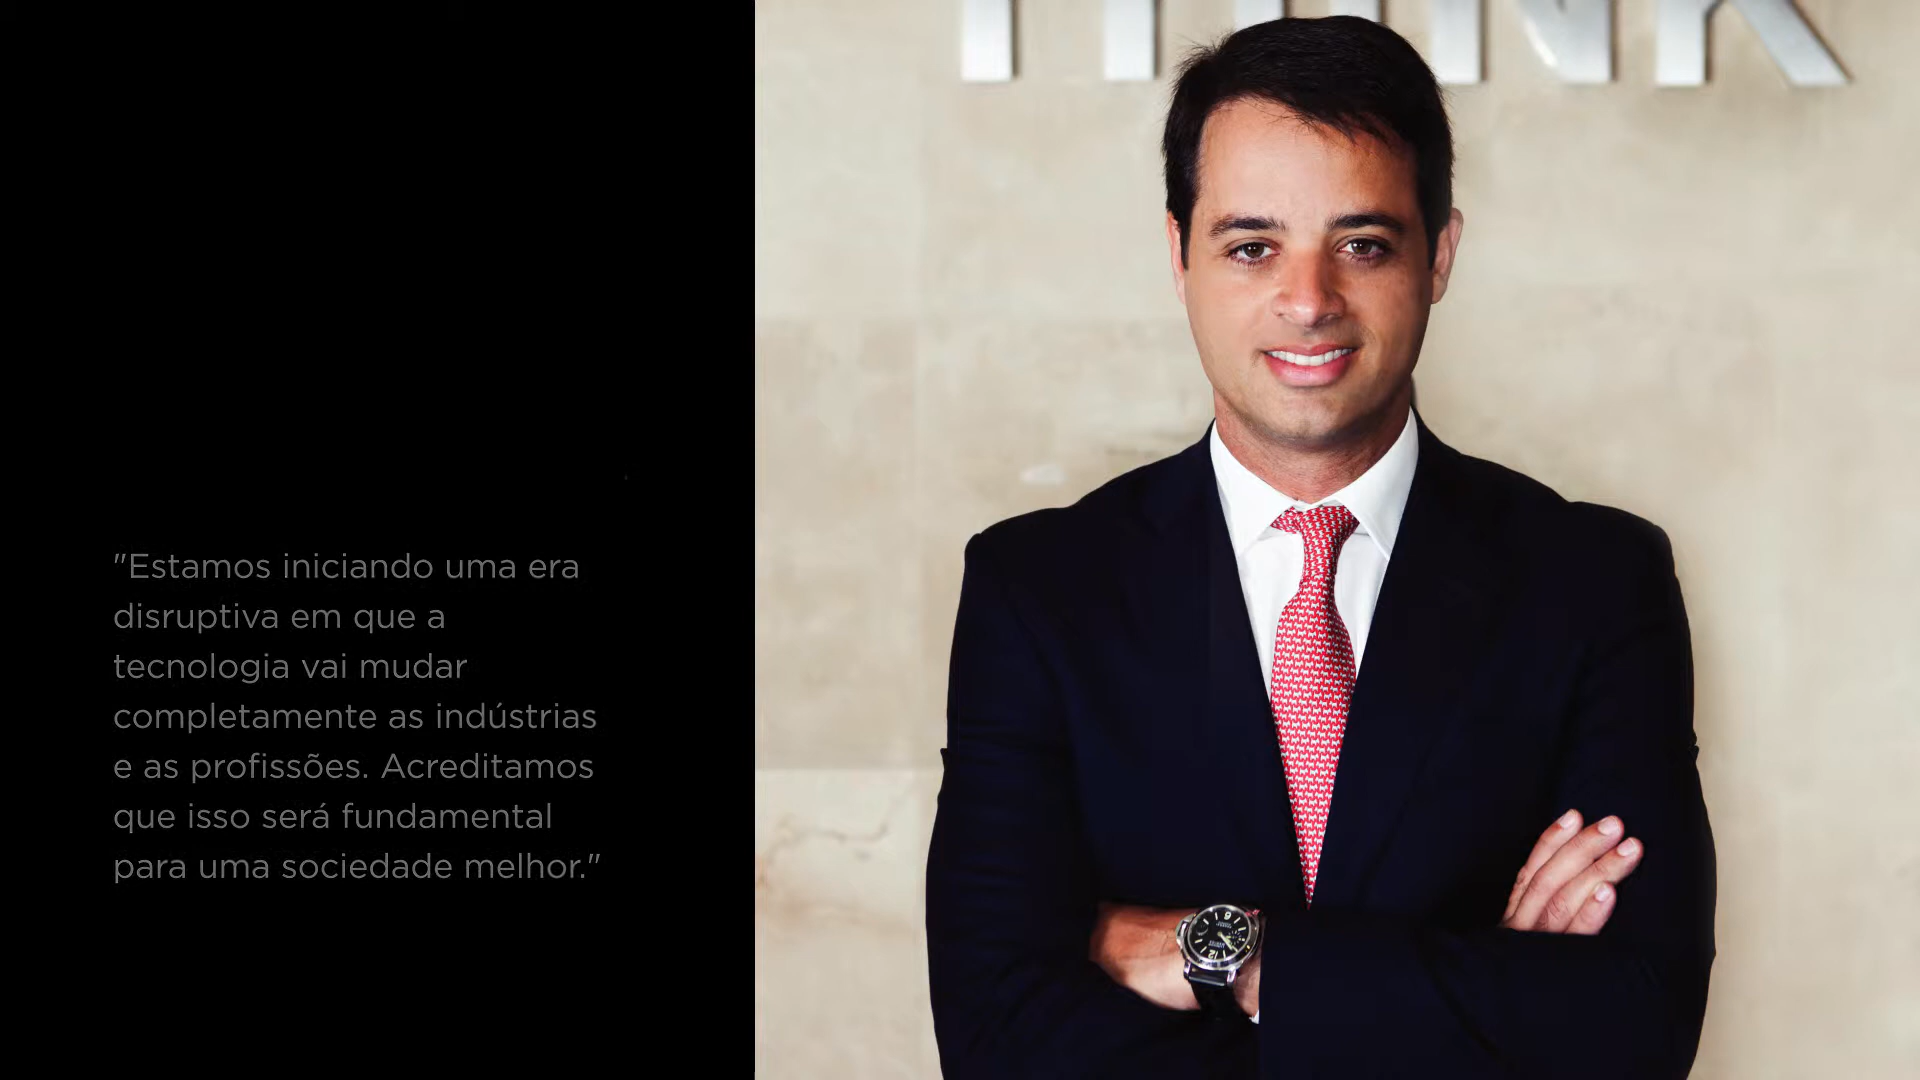 "Estamos iniciando uma era
disruptiva em que a
tecnologia vai mudar
completamente as indústrias
e as profissões. Acreditamos
que isso será fundamental
para uma sociedade melhor."
THINK